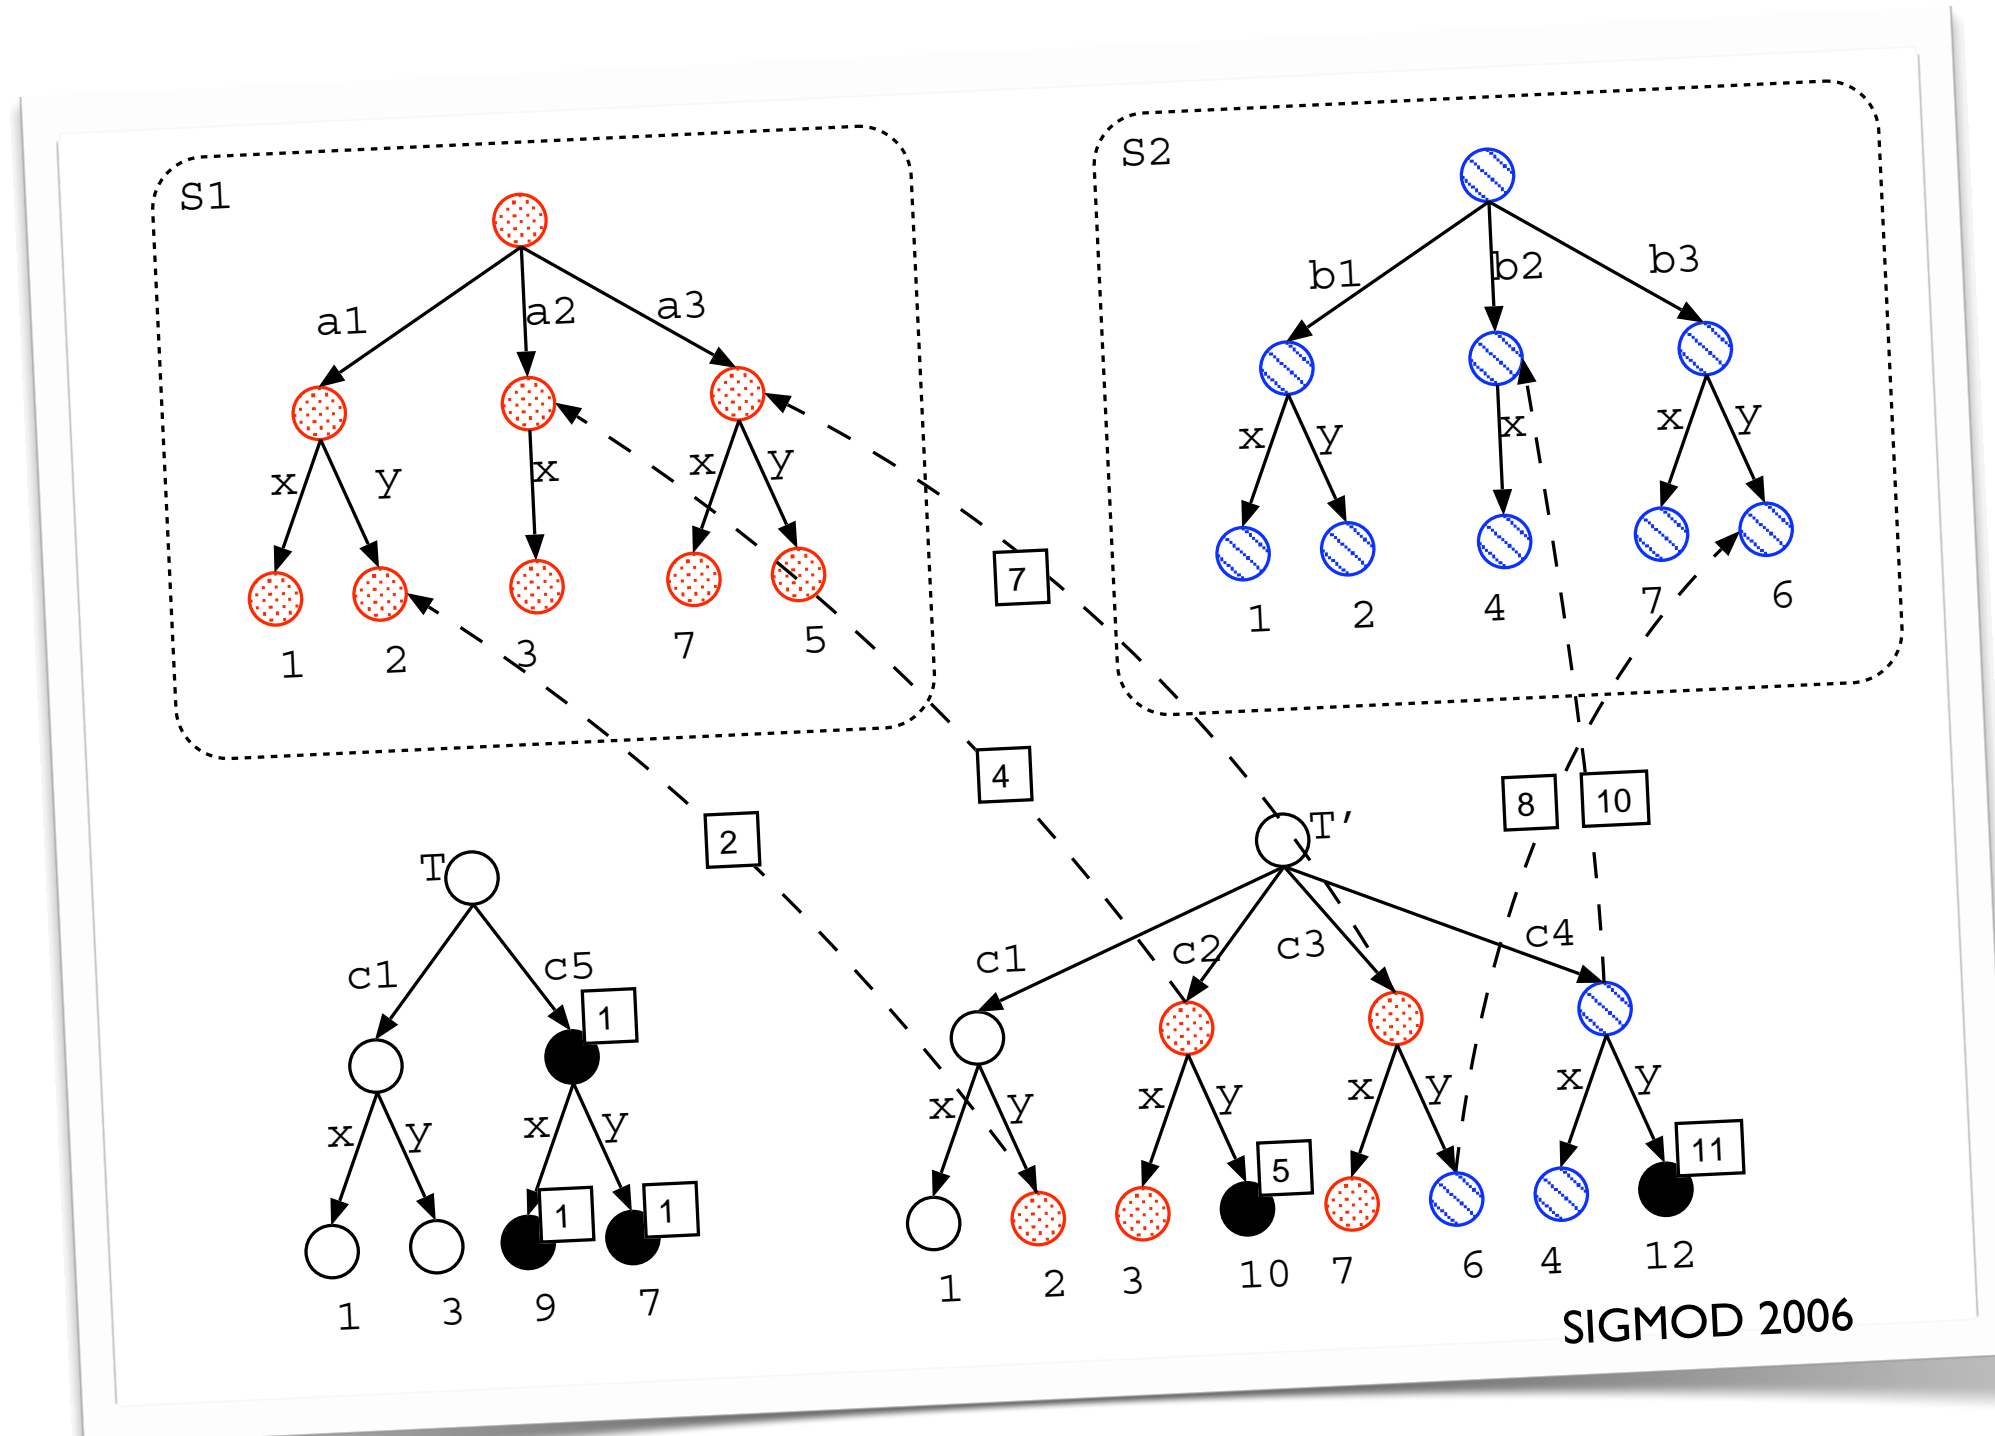 S1
S2
a1 a2 a3
b1 b2 b3
x y x x y
x y x x y
1 2 3 7 5
1 2 4 7 6
7
4
2
8 10
T
T'
c1 c5
c1 c2 c3 c4
1
x y x y
x y x y x y x y
1 1
5 11
1 3 9 7
1 2 3 10 7 6 4 12
SIGMOD 2006